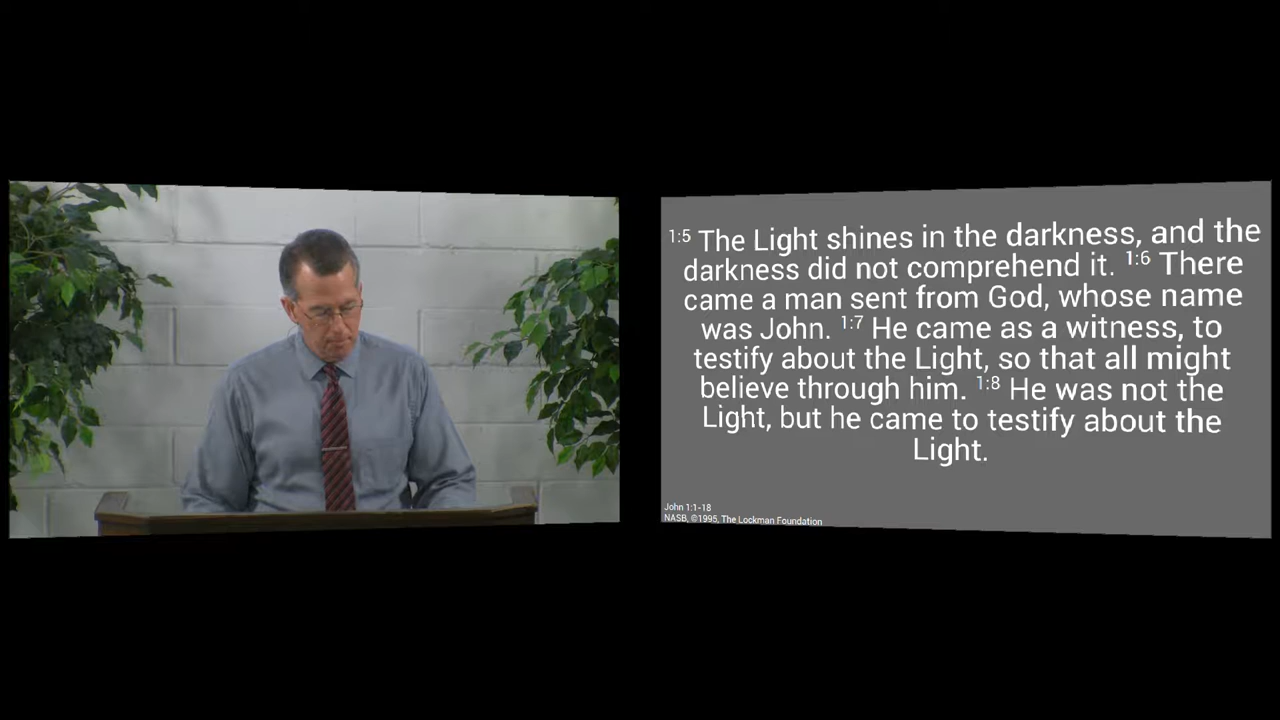 1:5 The Light shines in the darkness, and the
darkness did not comprehend it. 1:6 There
came a man sent from God, whose name
was John. 1:7 He came as a witness, to
testify about the Light, so that all might
believe through him. 1:8 He was not the
Light, but he came to testify about the
Light.
John 1:1-18
NASB, ©1995, The Lockman Foundation